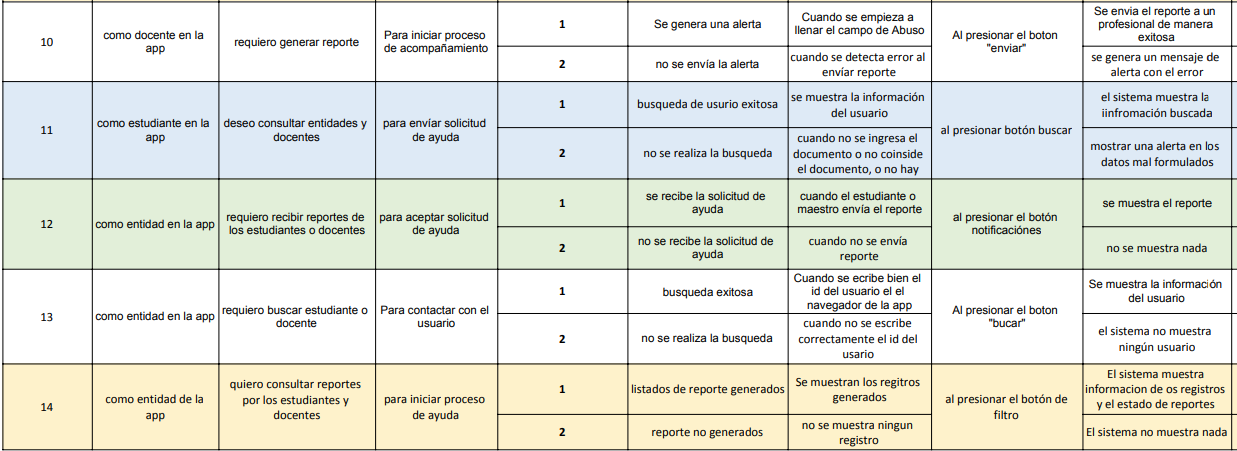 10
como docente en la
app
requiero generar reporte
Para iniciar proceso
de acompañamiento
1
Se genera una alerta
Cuando se empieza a
llenar el campo de Abuso
Al presionar el boton
"enviar"
Se envia el reporte a un
profesional de manera
exitosa
2
no se envía la alerta
cuando se detecta error al
envíar reporte
se genera un mensaje de
alerta con el error
11
como estudiante en la
app
deseo consultar entidades y
docentes
para envíar solicitud
de ayuda
1
busqueda de usurio exitosa
se muestra la información
del usuario
al presionar botón buscar
el sistema muestra la
iinfromación buscada
2
no se realiza la busqueda
cuando no se ingresa el
documento o no coinside
el documento, o no hay
mostrar una alerta en los
datos mal formulados
12
como entidad en la app
requiero recibir reportes de
los estudiantes o docentes
para aceptar solicitud
de ayuda
1
se recibe la solicitud de
ayuda
cuando el estudiante o
maestro envía el reporte
al presionar el botón
notificaciónes
se muestra el reporte
2
no se recibe la solicitud de
ayuda
cuando no se envía
reporte
no se muestra nada
13
como entidad en la app
requiero buscar estudiante o
docente
Para contactar con el
usuario
1
busqueda exitosa
Cuando se ecribe bien el
id del usuario el el
navegador de la app
Al presionar el boton
"bucar"
Se muestra la información
del usuario
2
no se realiza la busqueda
cuando no se escribe
correctamente el id del
usario
el sistema no muestra
ningún usuario
14
como entidad de la
app
quiero consultar reportes
por los estudiantes y
docentes
para iniciar proceso
de ayuda
1
listados de reporte generados
Se muestran los regitros
generados
al presionar el botón de
filtro
El sistema muestra
informacion de os registros
y el estado de reportes
2
reporte no generados
no se muestra ningun
registro
El sistema no muestra nada